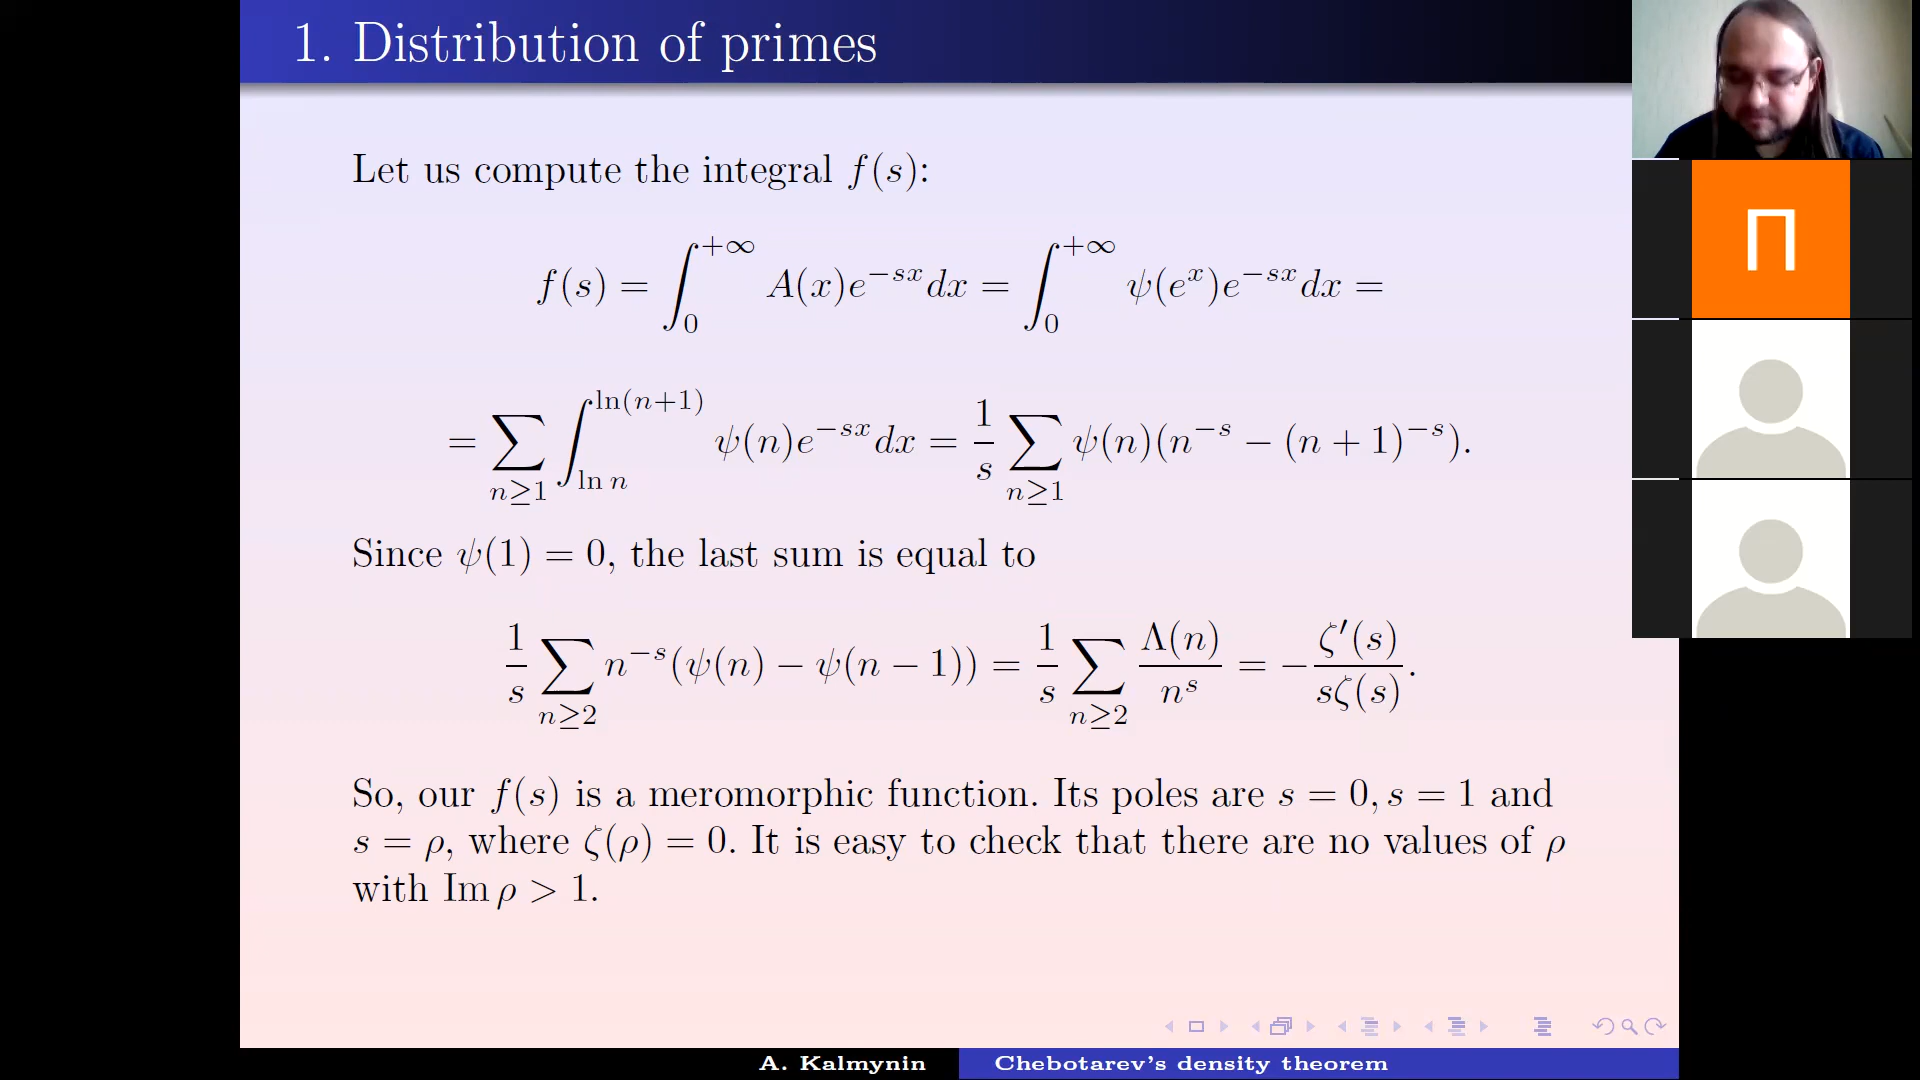 1. Distribution of primes
Let us compute the integral f(s):
f(s) = ∫₀^{+∞} A(x)e^{−sx}dx = ∫₀^{+∞} ψ(e^x)e^{−sx}dx =
= ∑_{n≥1} ∫_{ln n}^{ln(n+1)} ψ(n)e^{−sx}dx = 1/s ∑_{n≥1} ψ(n)(n^{−s} − (n + 1)^{−s}).
Since ψ(1) = 0, the last sum is equal to
1/s ∑_{n≥2} n^{−s}(ψ(n) − ψ(n − 1)) = 1/s ∑_{n≥2} Λ(n)/n^s = − ζ′(s)/sζ(s).
So, our f(s) is a meromorphic function. Its poles are s = 0, s = 1 and
s = ρ, where ζ(ρ) = 0. It is easy to check that there are no values of ρ
with Im ρ > 1.
A. Kalmynin
Chebotarev's density theorem
П